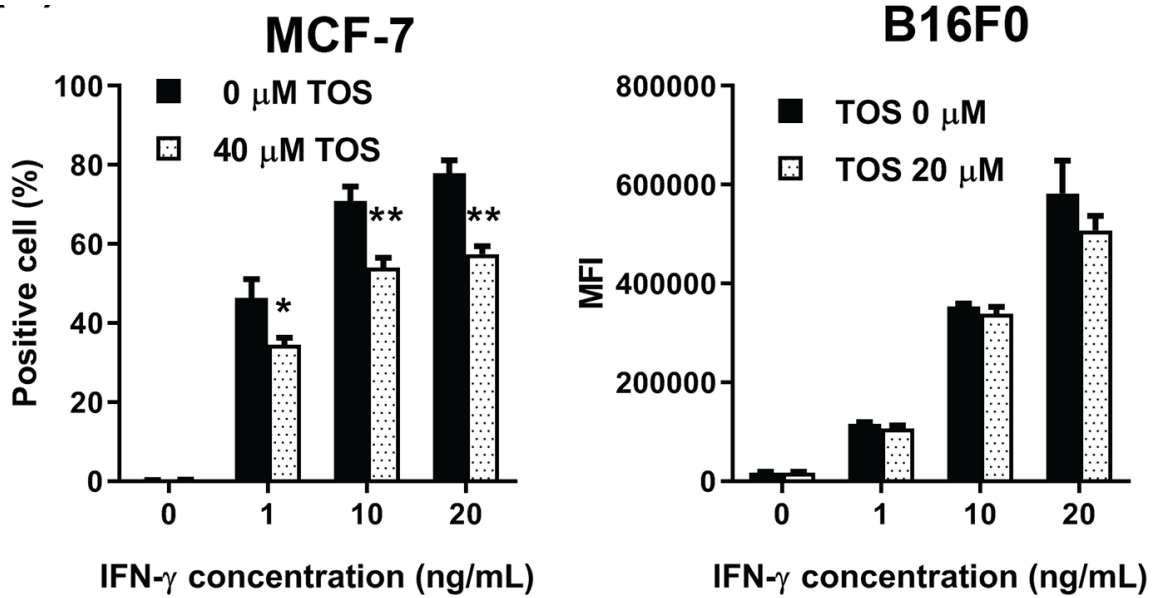 MCF-7
100
80
60
40
20
0
Positive cell (%)
0 μM TOS
40 μM TOS
*
**
**
0 1 10 20
IFN-γ concentration (ng/mL)
B16F0
800000
600000
400000
200000
0
MFI
TOS 0 μM
TOS 20 μM
0 1 10 20
IFN-γ concentration (ng/mL)